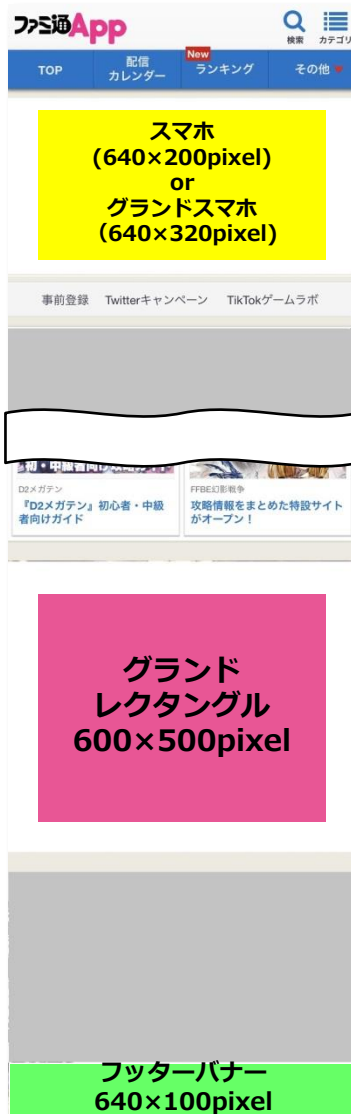 ファミ通App
検索 カテゴリ
TOP
配信
カレンダー
New
ランキング
その他
スマホ
(640×200pixel)
or
グランドスマホ
(640×320pixel)
事前登録 Twitterキャンペーン TikTokゲームラボ
D2メガテン
『D2メガテン』初心者・中級
者向けガイド
FFBE幻影戦争
攻略情報をまとめた特設サイト
がオープン！
グランド
レクタングル
600×500pixel
フッターバナー
640×100pixel